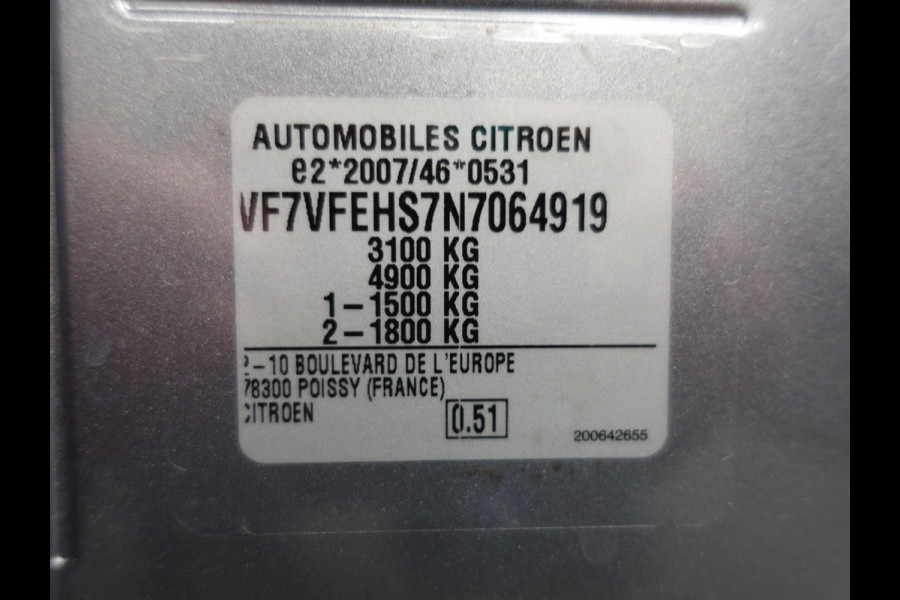 AUTOMOBILES CITROEN
e2*2007/46*0531
VF7VFEHS7N7064919
3100 KG
4900 KG
1-1500 KG
2-1800 KG
2-10 BOULEVARD DE L'EUROPE
78300 POISSY (FRANCE)
CITROEN
0.51
200642655